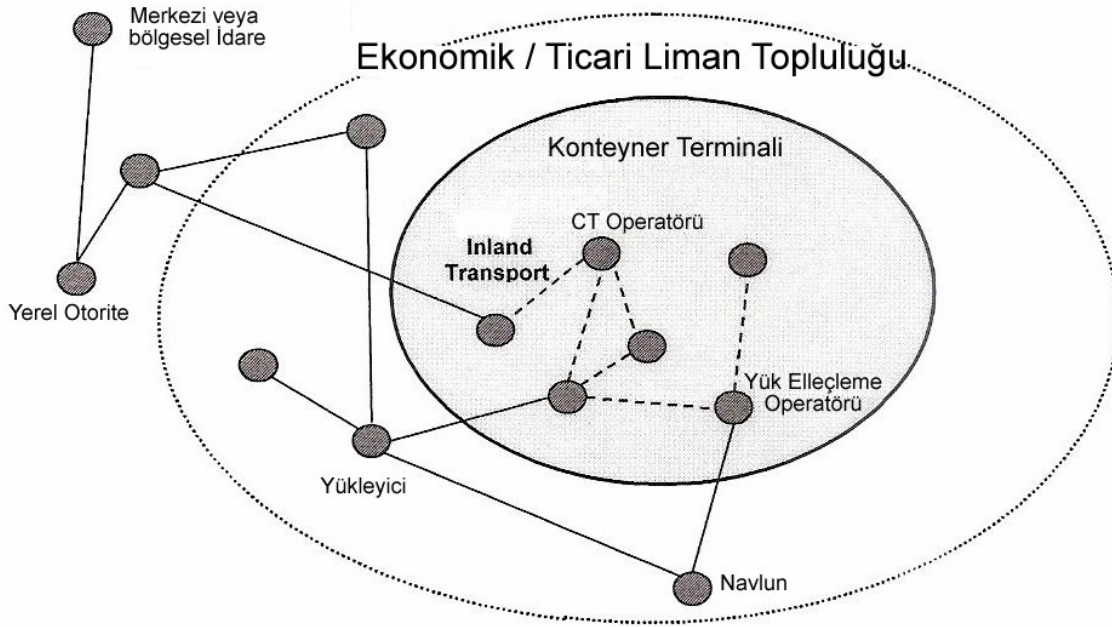 Merkezi veya
bölgesel İdare
Ekonomik / Ticari Liman Topluluğu
Konteyner Terminali
CT Operatörü
Inland
Transport
Yerel Otorite
Yük Elleçleme
Operatörü
Yükleyici
Navlun